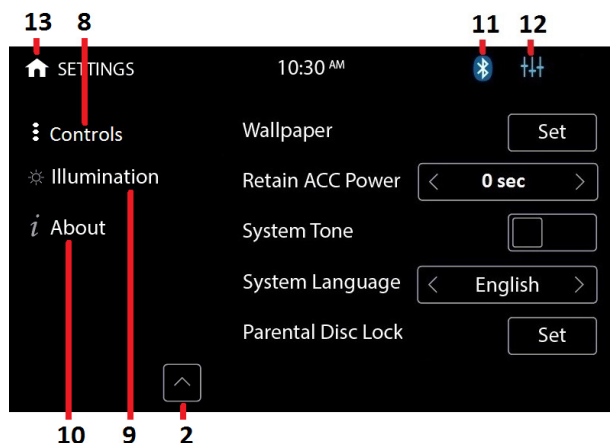 13 8 11 12
SETTINGS 10:30 AM
Controls Wallpaper Set
Illumination Retain ACC Power < 0 sec >
i About System Tone
System Language < English >
Parental Disc Lock Set
10 9 2